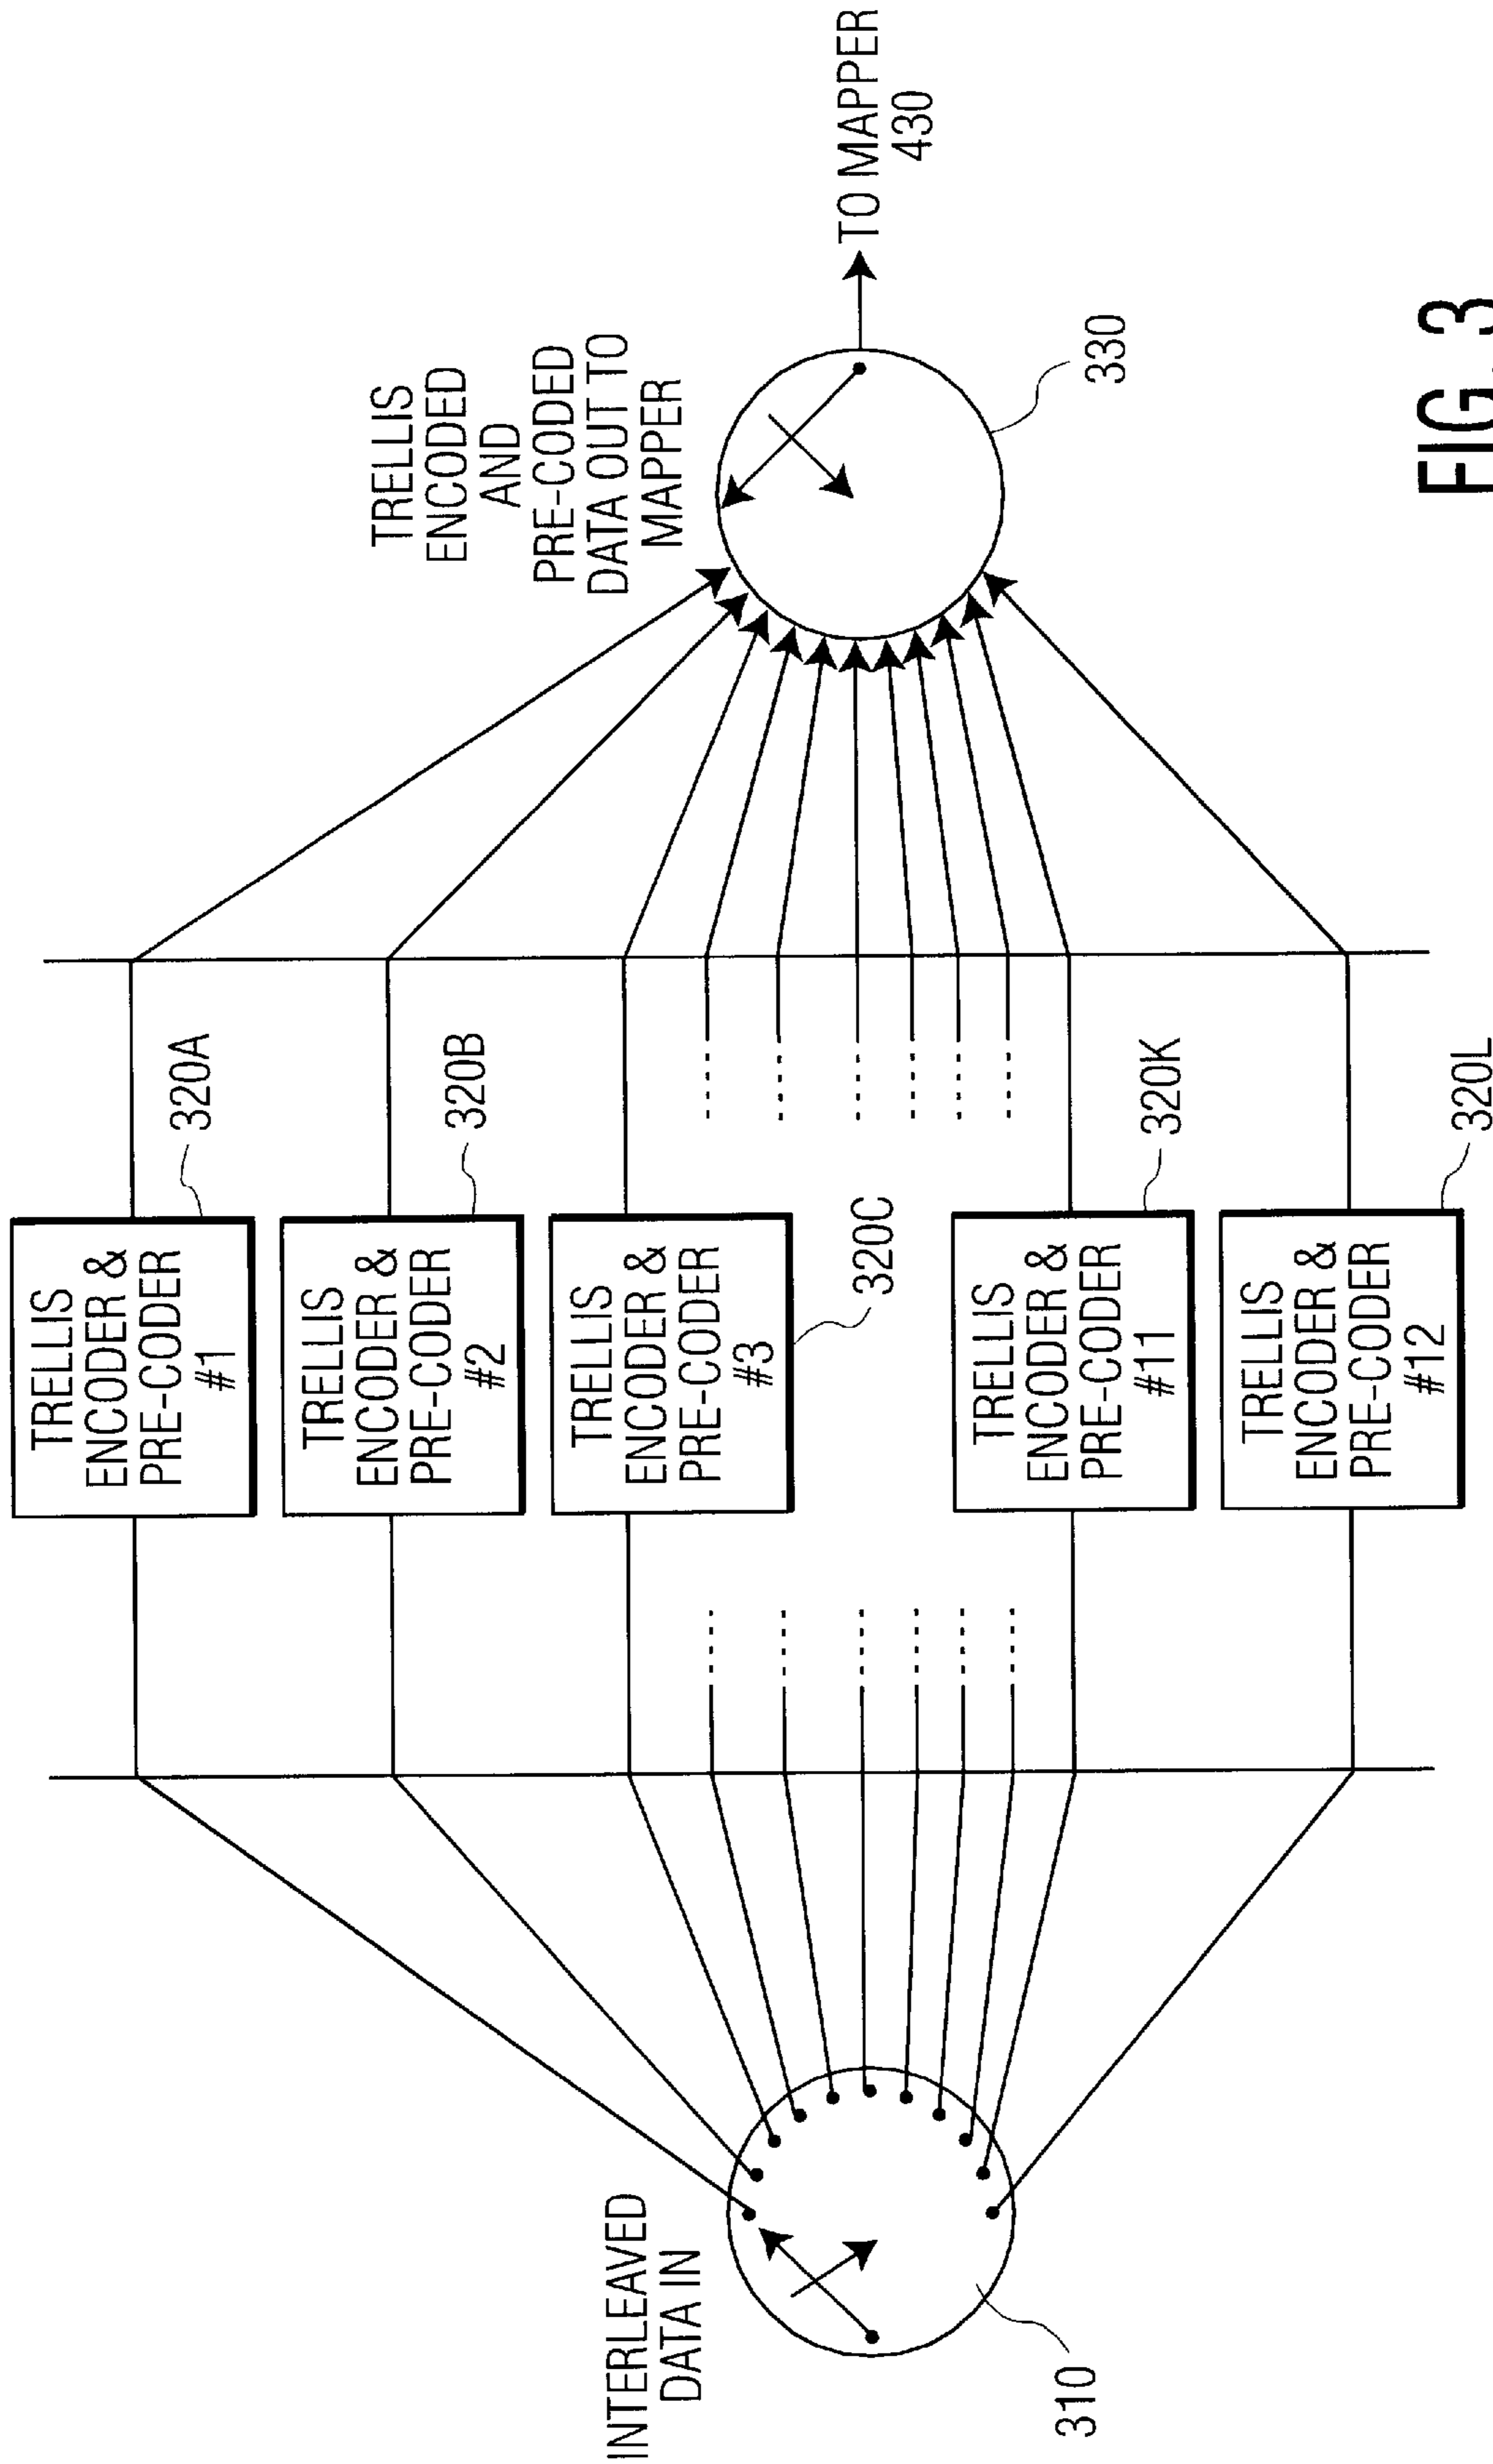 INTERLEAVED
DATA IN
310
TRELLIS
ENCODER &
PRE-CODER
#1
320A
TRELLIS
ENCODER &
PRE-CODER
#2
320B
TRELLIS
ENCODER &
PRE-CODER
#3
320C
TRELLIS
ENCODER &
PRE-CODER
#11
320K
TRELLIS
ENCODER &
PRE-CODER
#12
320L
TRELLIS
ENCODED
AND
PRE-CODED
DATA OUT TO
MAPPER
330
TO MAPPER
430
FIG. 3